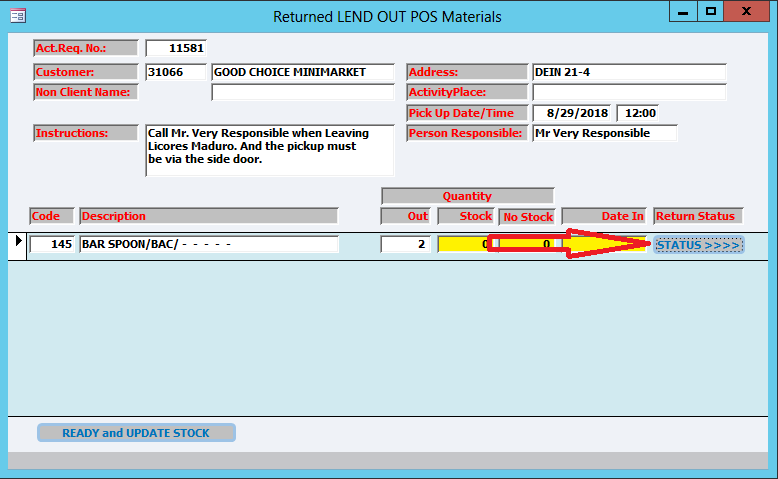 Returned LEND OUT POS Materials
Act.Req. No.: 11581
Customer: 31066 GOOD CHOICE MINIMARKET Address: DEIN 21-4
Non Client Name: ActivityPlace:
Pick Up Date/Time 8/29/2018 12:00
Instructions: Call Mr. Very Responsible when Leaving Person Responsible: Mr Very Responsible
Licores Maduro. And the pickup must
be via the side door.
Quantity
Code Description Out Stock No Stock Date In Return Status
145 BAR SPOON/BAC/ - - - - - 2 0 0 STATUS >>>>
READY and UPDATE STOCK